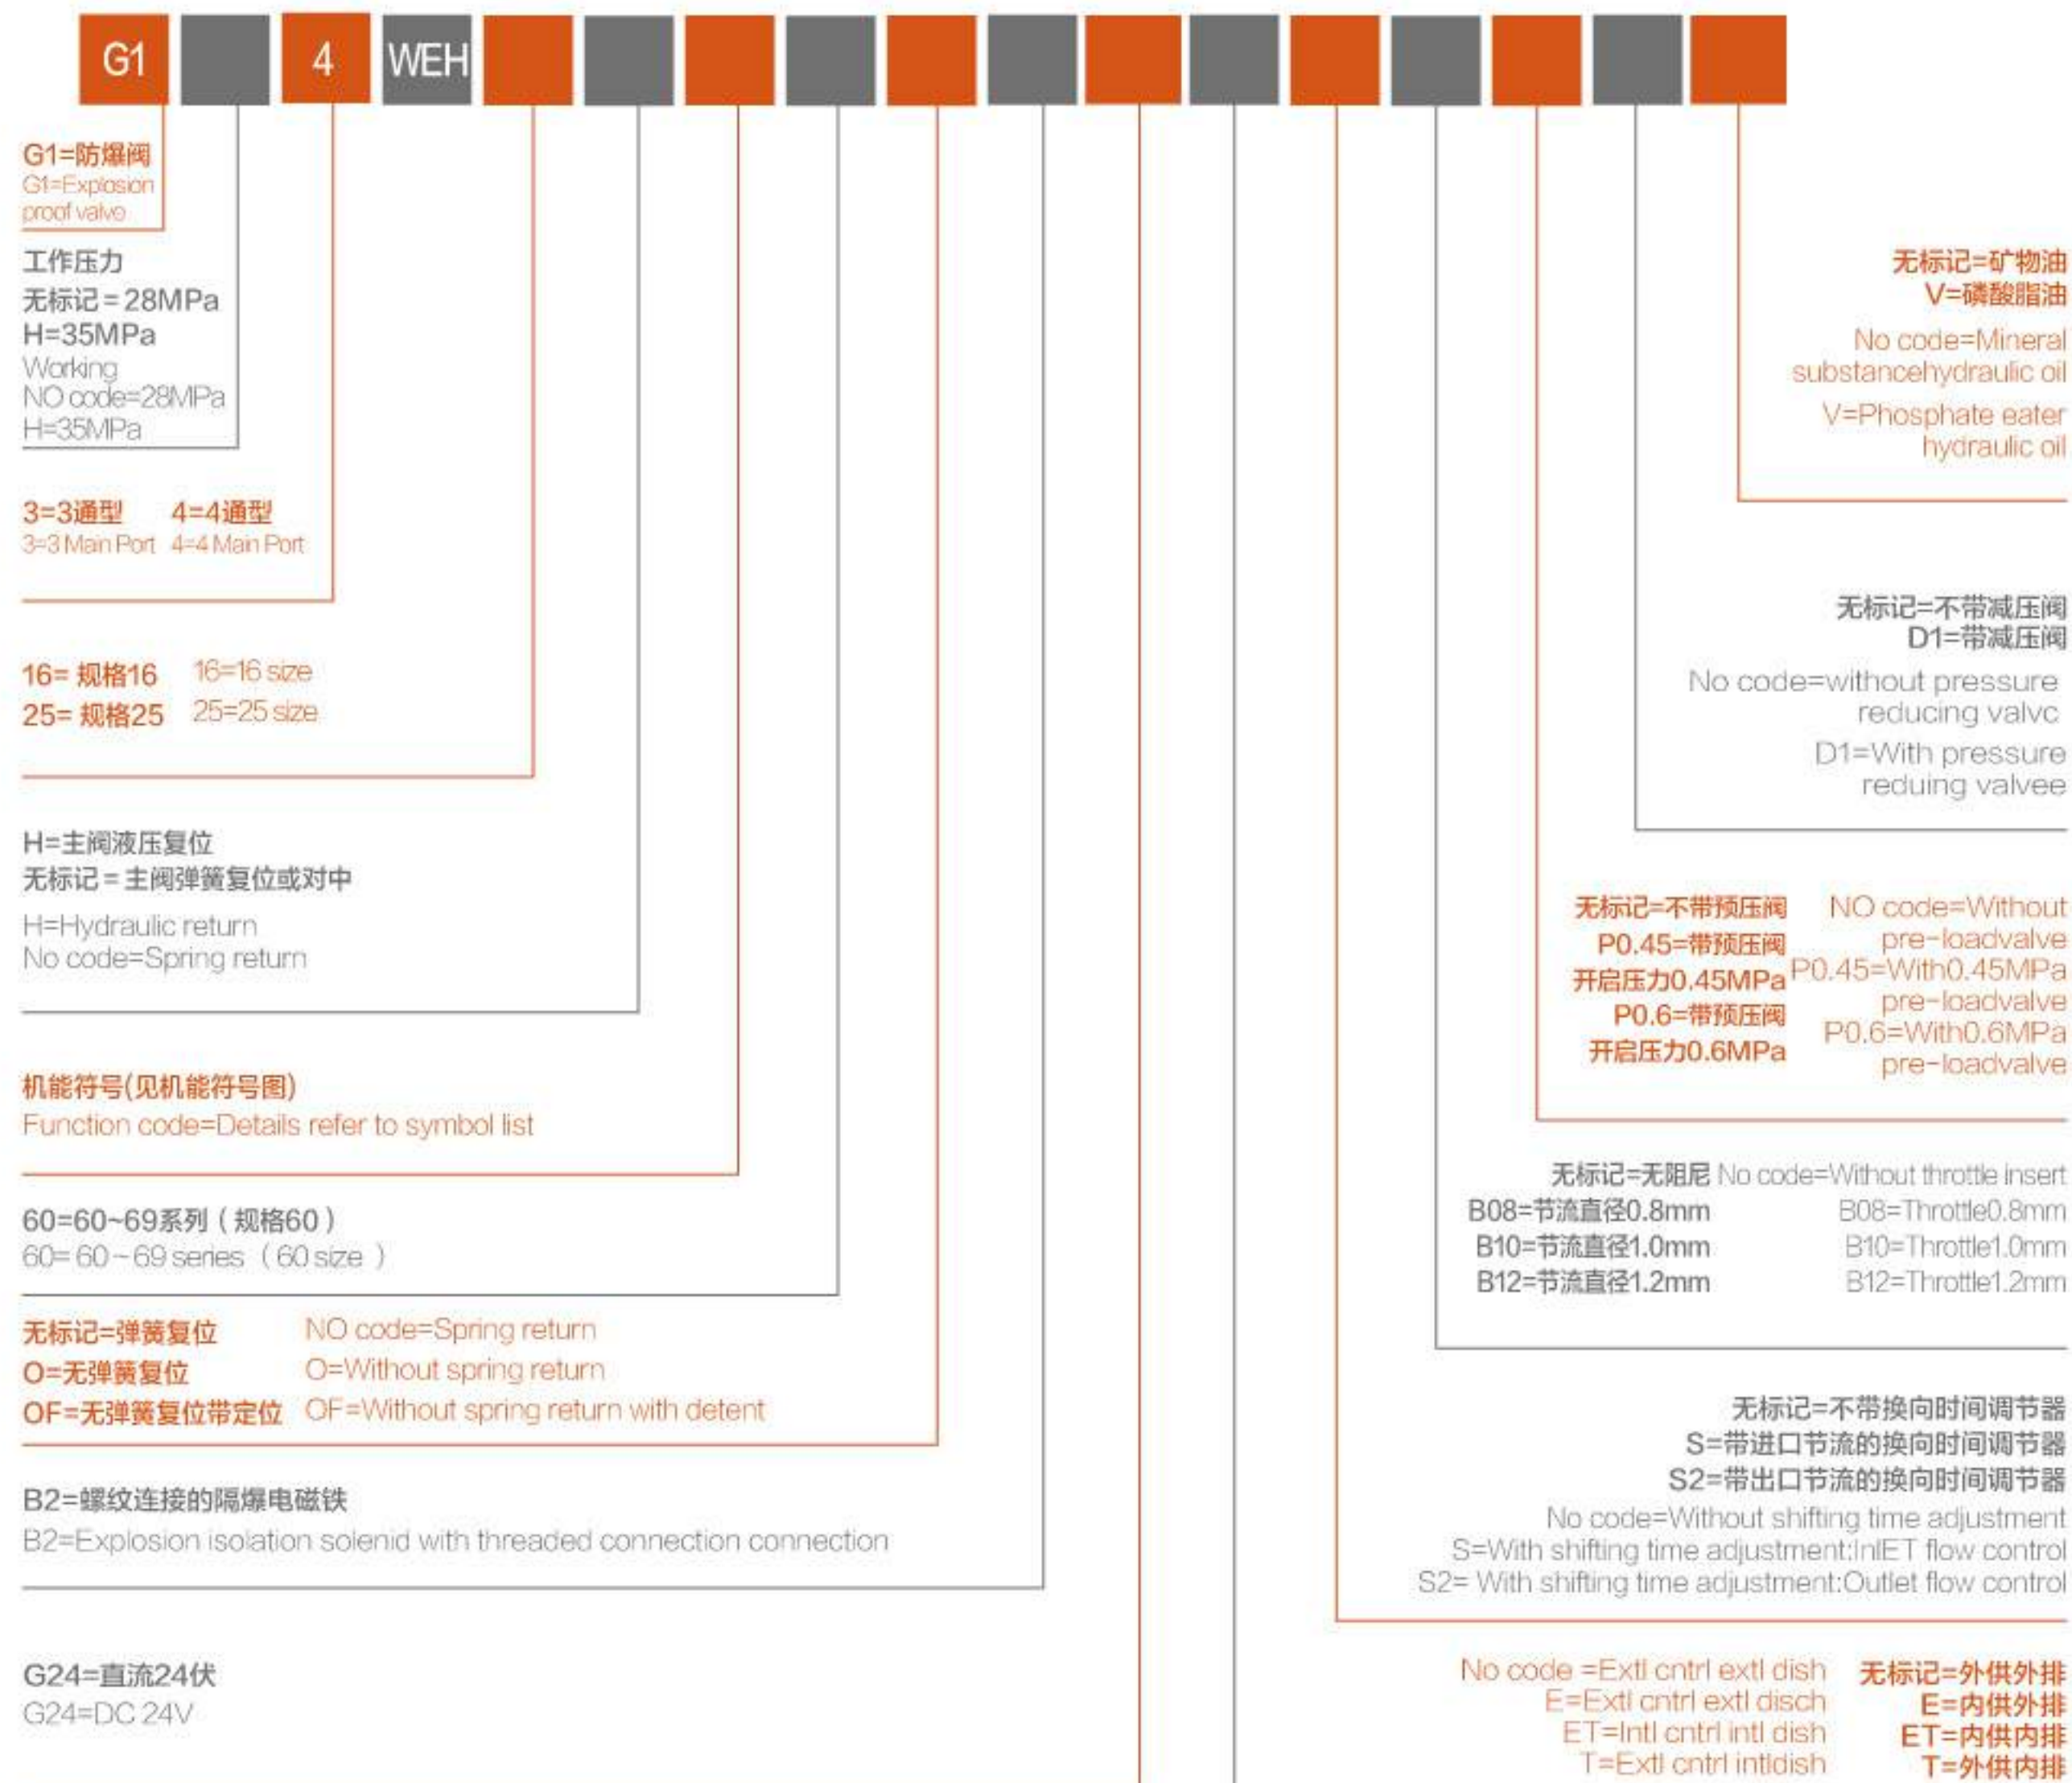 G1 4 WEH
G1=防爆阀
G1=Explosion
proof valve
工作压力
无标记=28MPa
H=35MPa
Working
NO code=28MPa
H=35MPa
3=3通型 4=4通型
3=3 Main Port 4=4 Main Port
16= 规格16 16=16 size
25= 规格25 25=25 size
H=主阀液压复位
无标记=主阀弹簧复位或对中
H=Hydraulic return
No code=Spring return
机能符号(见机能符号图)
Function code=Details refer to symbol list
60=60~69系列（规格60）
60=60~69 series（60 size）
无标记=弹簧复位 NO code=Spring return
O=无弹簧复位 O=Without spring return
OF=无弹簧复位带定位 OF=Without spring return with detent
B2=螺纹连接的隔爆电磁铁
B2=Explosion isolation solenid with threaded connection connection
G24=直流24伏
G24=DC 24V
无标记=矿物油
V=磷酸脂油
No code=Mineral
substancehydraulic oil
V=Phosphate eater
hydraulic oil
无标记=不带减压阀
D1=带减压阀
No code=without pressure
reducing valvc
D1=With pressure
reduing valvee
无标记=不带预压阀 NO code=Without
pre-loadvalve
P0.45=带预压阀
开启压力0.45MPa P0.45=With0.45MPa
pre-loadvalve
P0.6=带预压阀 P0.6=With0.6MPa
开启压力0.6MPa pre-loadvalve
无标记=无阻尼 No code=Without throttle insert
B08=节流直径0.8mm B08=Throttle0.8mm
B10=节流直径1.0mm B10=Throttle1.0mm
B12=节流直径1.2mm B12=Throttle1.2mm
无标记=不带换向时间调节器
S=带进口节流的换向时间调节器
S2=带出口节流的换向时间调节器
No code=Without shifting time adjustment
S=With shifting time adjustment:InlET flow control
S2= With shifting time adjustment:Outlet flow control
No code =Extl cntrl extl dish 无标记=外供外排
E=Extl cntrl extl disch E=内供外排
ET=Intl cntrl intl dish ET=内供内排
T=Extl cntrl intldish T=外供内排